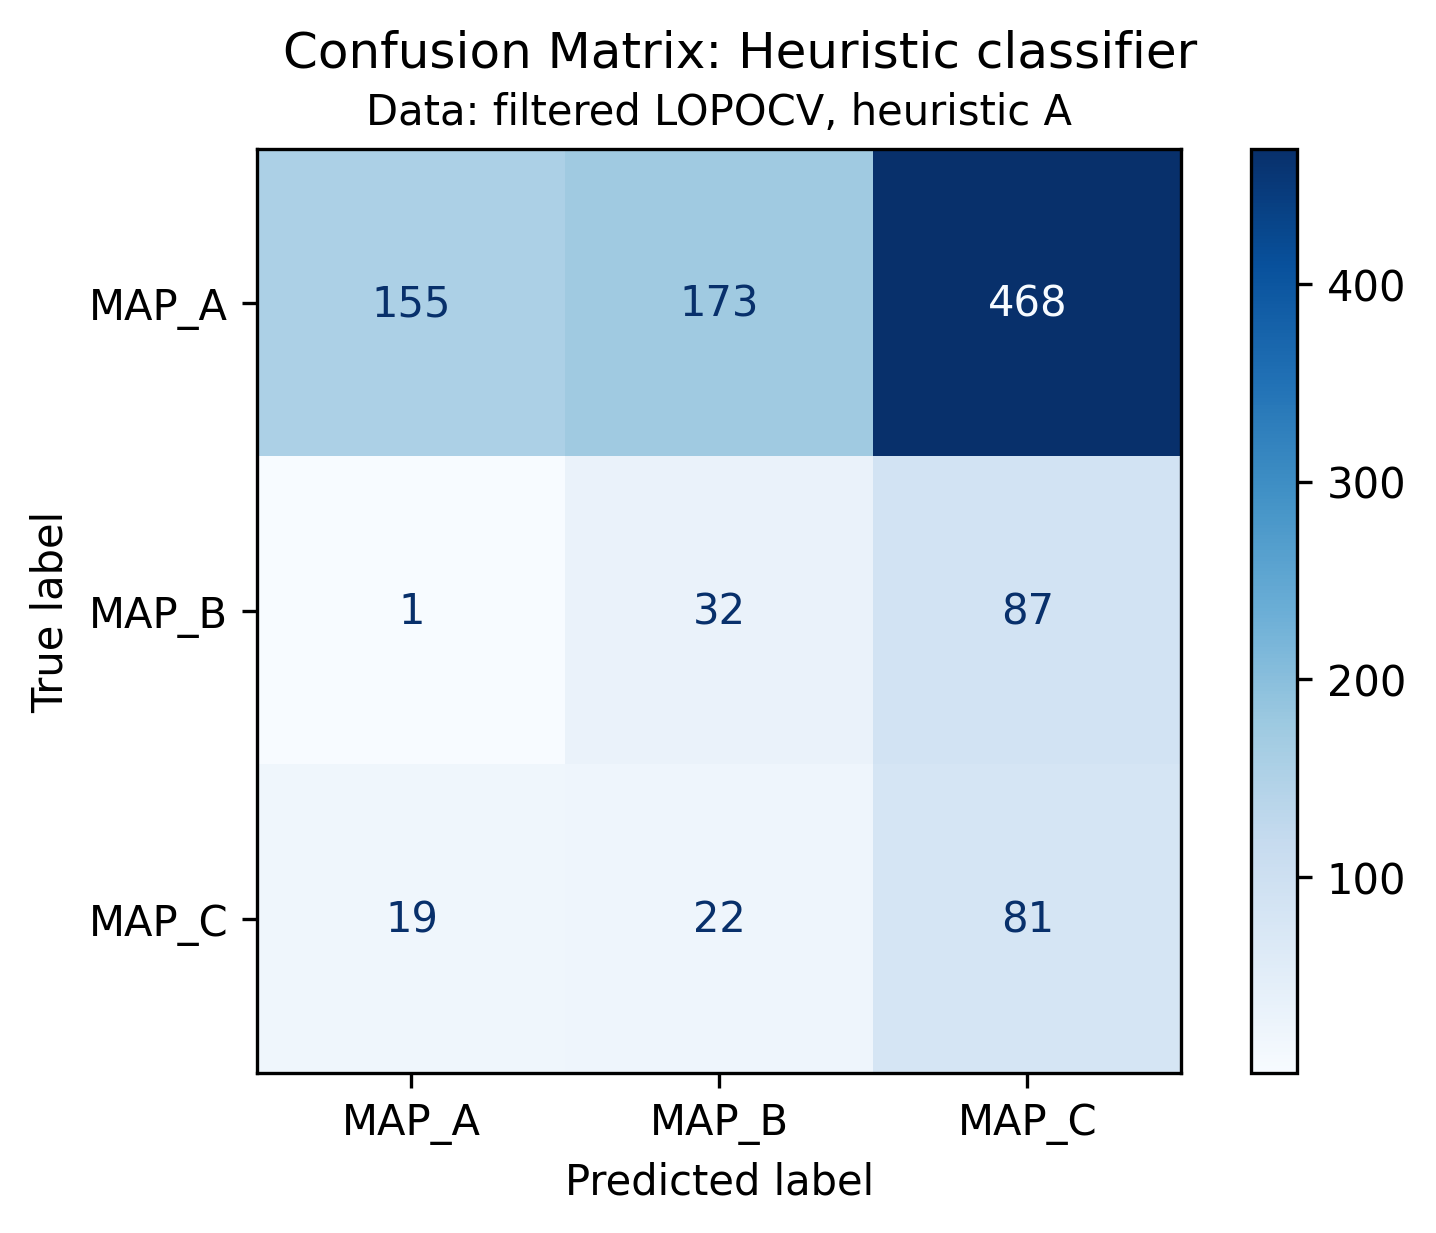 Confusion Matrix: Heuristic classifier
Data: filtered LOPOCV, heuristic A
MAP_A
155
173
468
400
300
MAP_B
1
32
87
True label
200
MAP_C
19
22
81
100
MAP_A
MAP_B
MAP_C
Predicted label